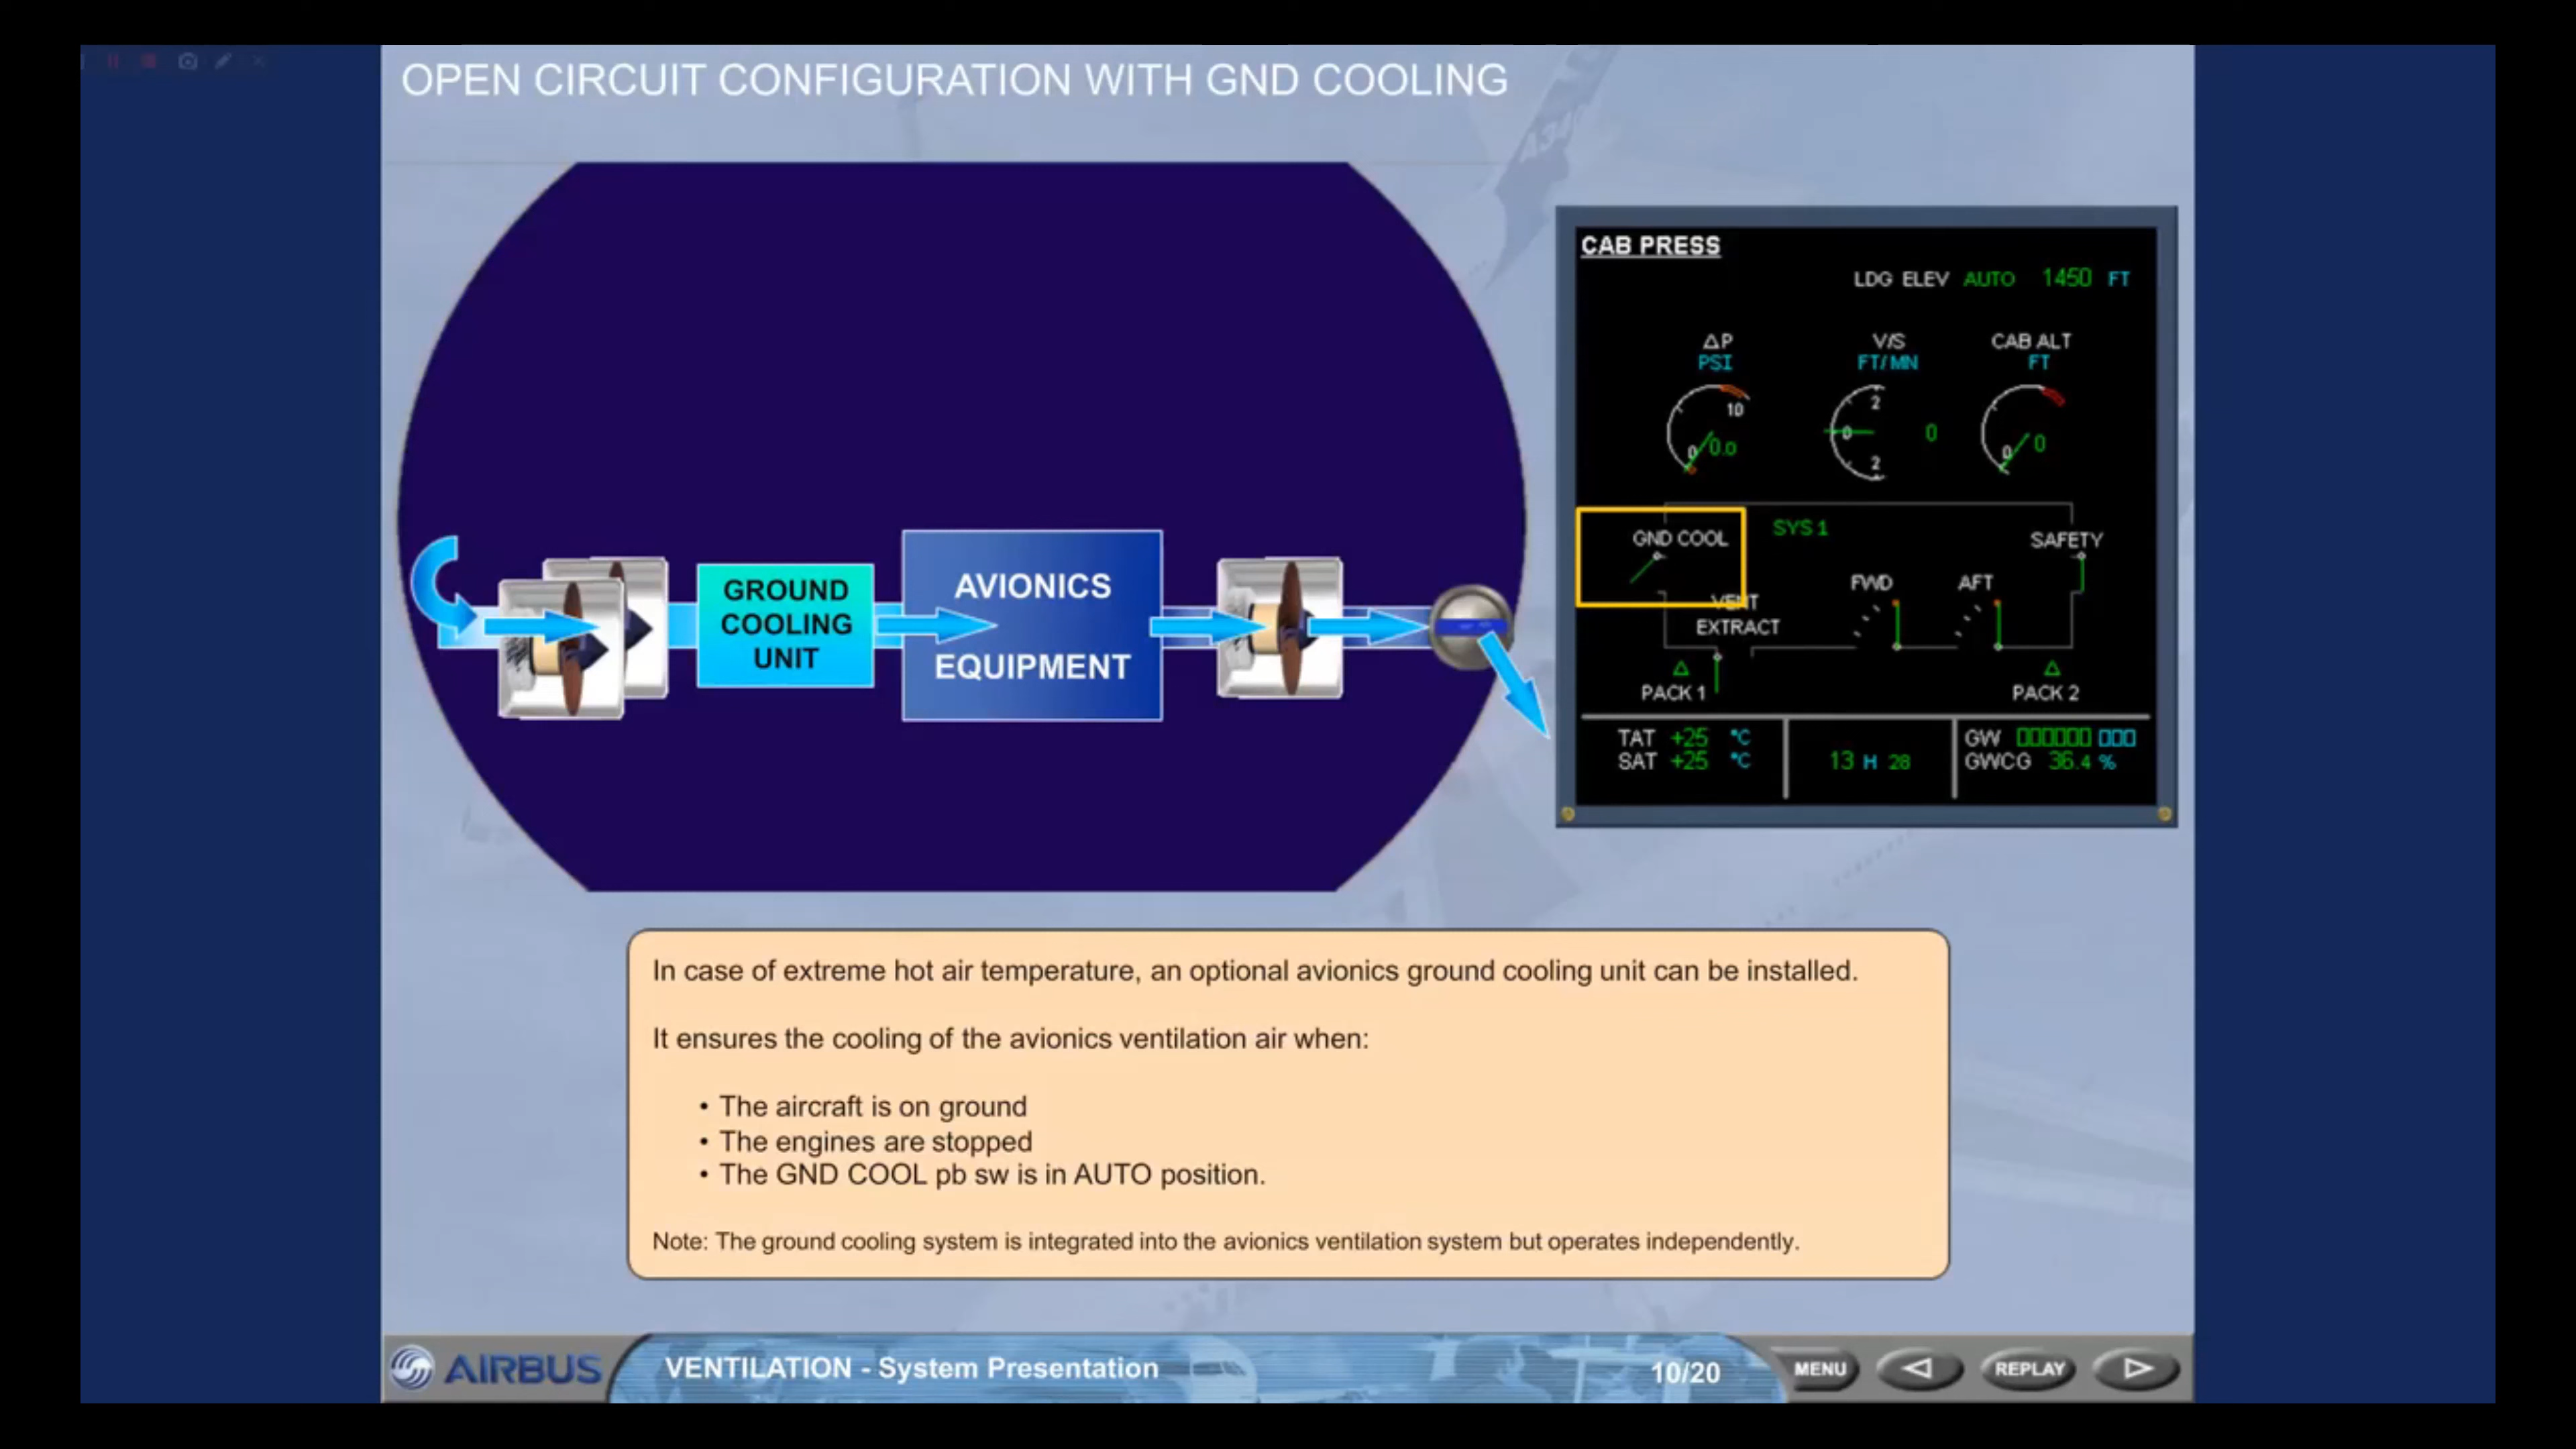 OPEN CIRCUIT CONFIGURATION WITH GND COOLING
GROUND
COOLING
UNIT
AVIONICS
EQUIPMENT
CAB PRESS
LDG ELEV AUTO 1450 FT
ΔP
PSI
V/S
FT/MN
CAB ALT
FT
10
0
0.0
2
0
2
0
0
0
GND COOL
SYS 1
SAFETY
VENT
EXTRACT
FWD
AFT
PACK 1
PACK 2
TAT +25 °C
SAT +25 °C
13 H 28
GW
GWCG 36.4 %
In case of extreme hot air temperature, an optional avionics ground cooling unit can be installed.
It ensures the cooling of the avionics ventilation air when:
• The aircraft is on ground
• The engines are stopped
• The GND COOL pb sw is in AUTO position.
Note: The ground cooling system is integrated into the avionics ventilation system but operates independently.
AIRBUS
VENTILATION - System Presentation
10/20
MENU
REPLAY